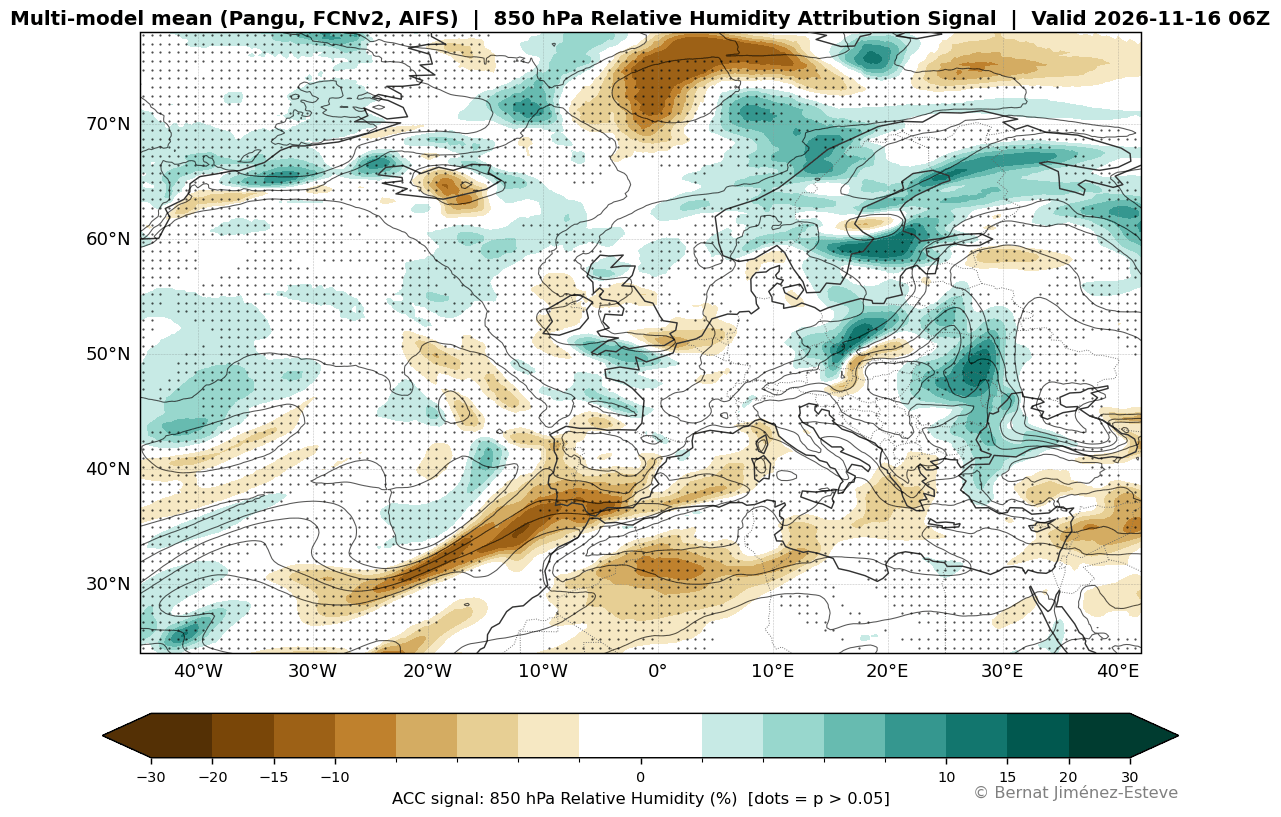 Multi-model mean (Pangu, FCNv2, AIFS) | 850 hPa Relative Humidity Attribution Signal | Valid 2026-11-16 06Z
70°N
60°N
50°N
40°N
30°N
40°W 30°W 20°W 10°W 0° 10°E 20°E 30°E 40°E
−30 −20 −15 −10 0 10 15 20 30
ACC signal: 850 hPa Relative Humidity (%) [dots = p > 0.05]
© Bernat Jiménez-Esteve